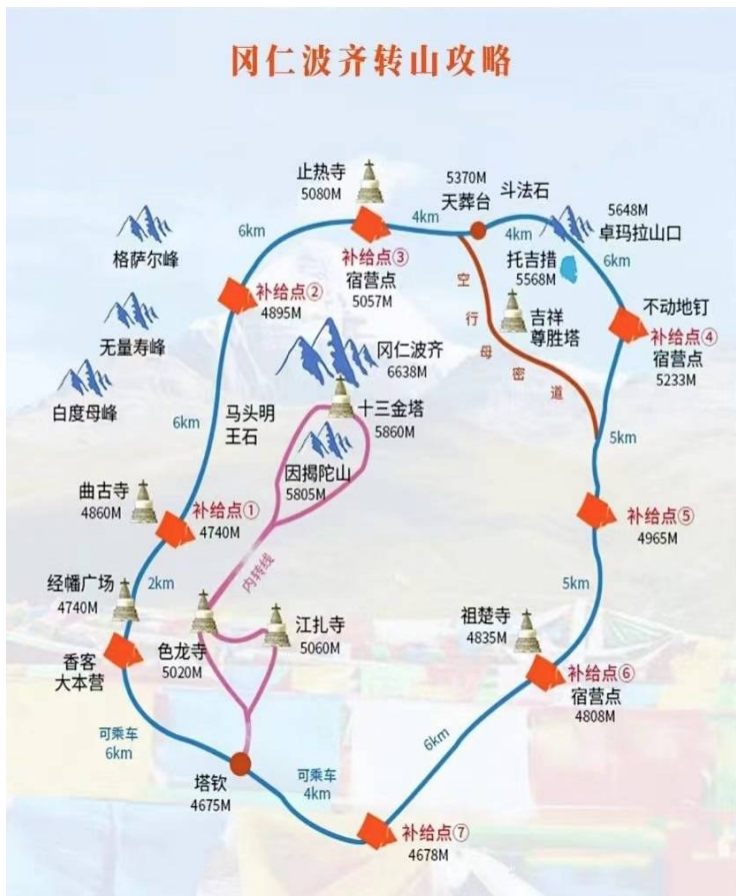 冈仁波齐转山攻略
止热寺
5080M
5370M
天葬台
斗法石
5648M
卓玛拉山口
4km
4km
6km
托吉措
5568M
格萨尔峰
6km
补给点③
宿营点
5057M
补给点②
4895M
空行母密道
吉祥
尊胜塔
不动地钉
补给点④
宿营点
5233M
无量寿峰
冈仁波齐
6638M
白度母峰
6km
马头明
王石
十三金塔
5860M
因揭陀山
5805M
5km
曲古寺
4860M
补给点①
4740M
补给点⑤
4965M
内转线
经幡广场
4740M
2km
5km
香客
大本营
色龙寺
5020M
江扎寺
5060M
祖楚寺
4835M
补给点⑥
宿营点
4808M
可乘车
6km
6km
塔钦
4675M
可乘车
4km
补给点⑦
4678M